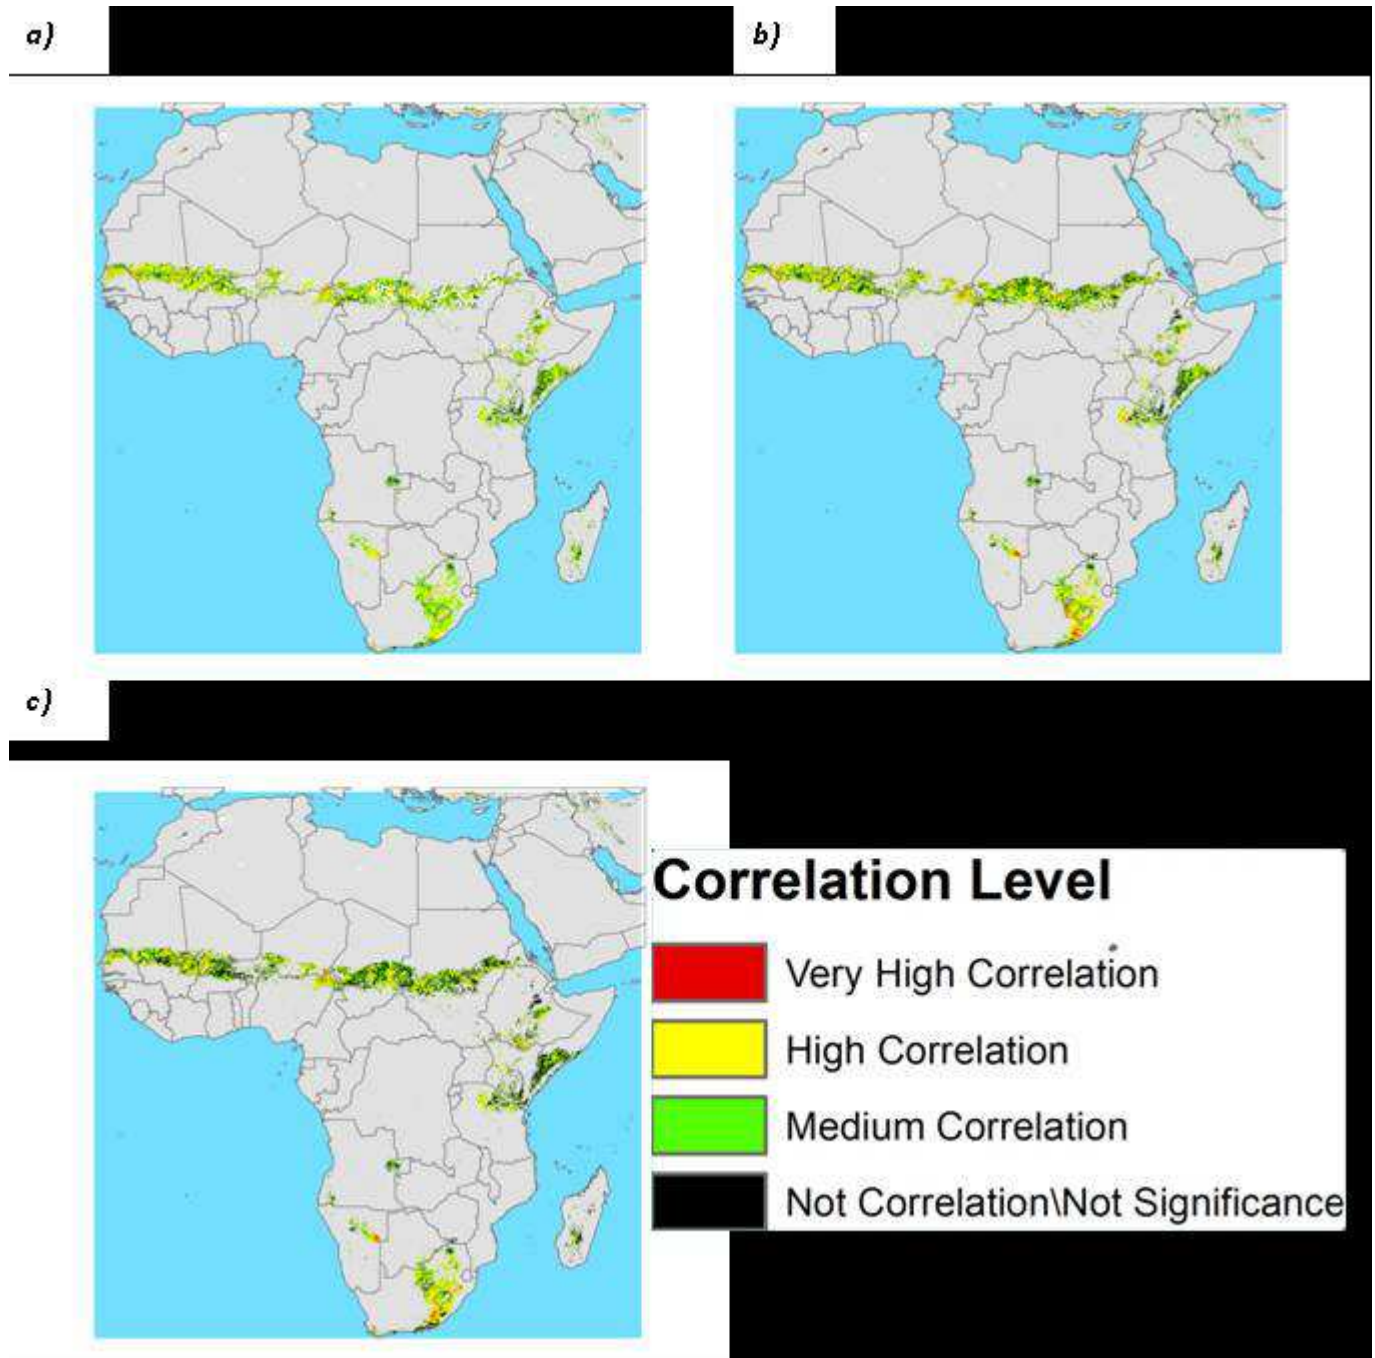 a)
b)
c)
Correlation Level
Very High Correlation
High Correlation
Medium Correlation
Not Correlation\Not Significance